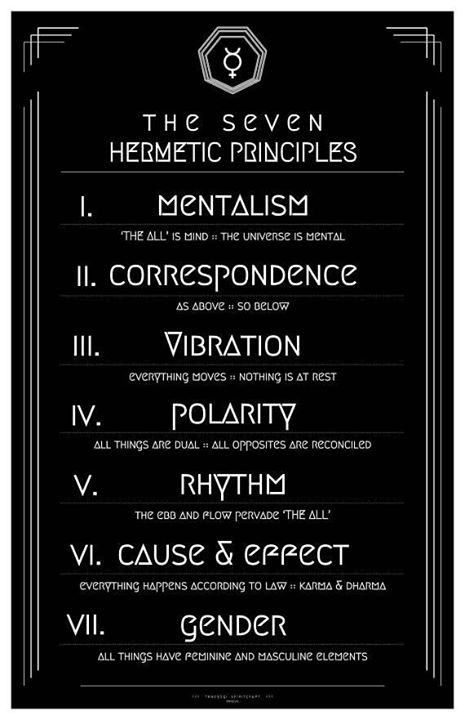 THE SEVEN
HERMETIC PRINCIPLES
I. MENTALISM
'THE ALL' IS MIND :: THE UNIVERSE IS MENTAL
II. CORRESPONDENCE
AS ABOVE :: SO BELOW
III. VIBRATION
EVERYTHING MOVES :: NOTHING IS AT REST
IV. POLARITY
ALL THINGS ARE DUAL :: ALL OPPOSITES ARE RECONCILED
V. RHYTHM
THE EBB AND FLOW PERVADE 'THE ALL'
VI. CAUSE & EFFECT
EVERYTHING HAPPENS ACCORDING TO LAW :: KARMA & DHARMA
VII. GENDER
ALL THINGS HAVE FEMININE AND MASCULINE ELEMENTS